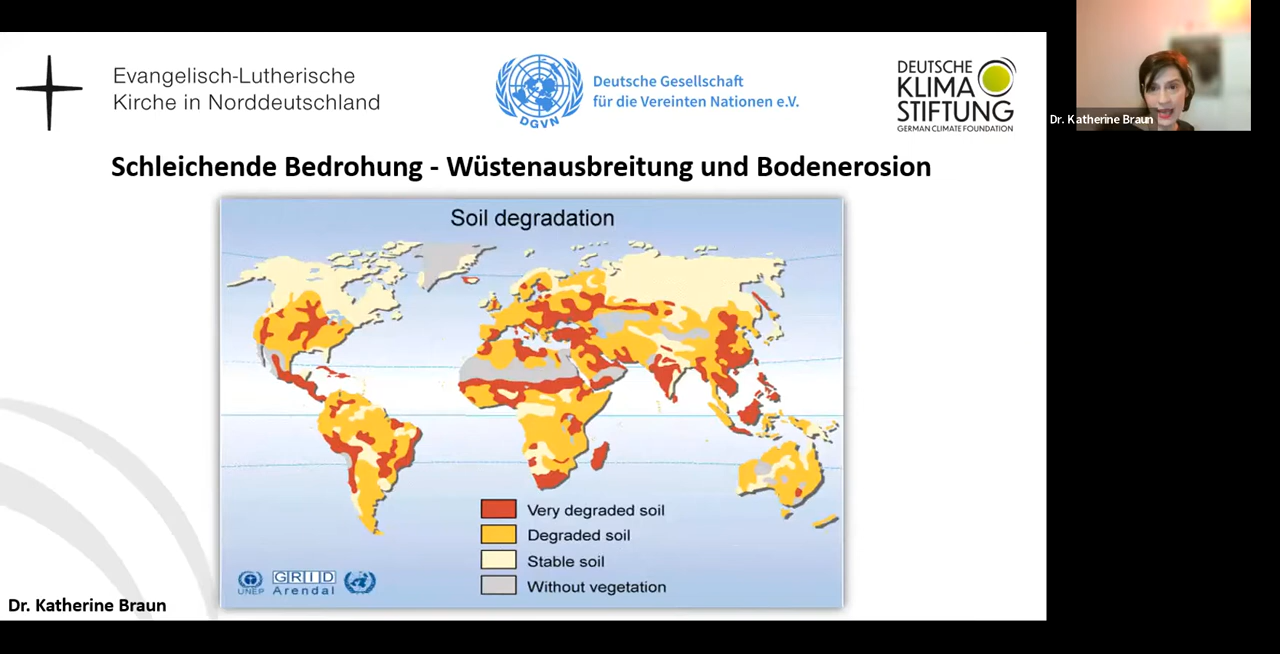 Evangelisch-Lutherische
Kirche in Norddeutschland
Deutsche Gesellschaft
für die Vereinten Nationen e.V.
DGVN
DEUTSCHE
KLIMA
STIFTUNG
GERMAN CLIMATE FOUNDATION
Dr. Katherine Braun
Schleichende Bedrohung - Wüstenausbreitung und Bodenerosion
Soil degradation
Very degraded soil
Degraded soil
Stable soil
Without vegetation
UNEP
GRID
Arendal
Dr. Katherine Braun